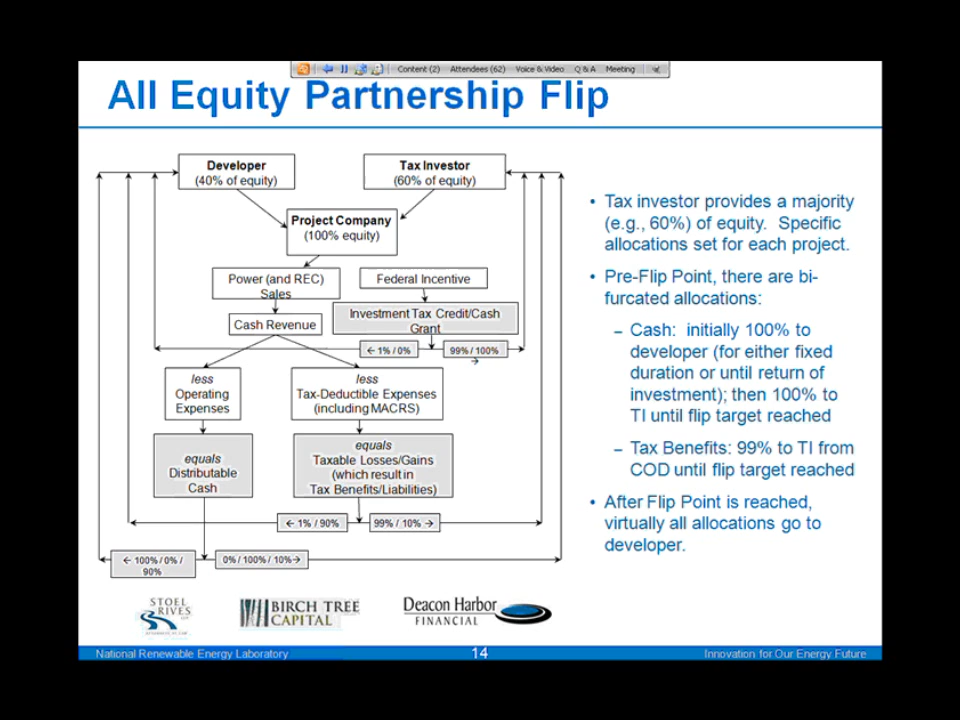 Content (2) Attendees (62) Voice & Video Q & A Meeting
All Equity Partnership Flip
Developer
(40% of equity)
Tax Investor
(60% of equity)
Project Company
(100% equity)
Power (and REC)
Sales
Federal Incentive
Cash Revenue
Investment Tax Credit/Cash
Grant
← 1% / 0%
99% / 100%
→
less
Operating
Expenses
less
Tax-Deductible Expenses
(including MACRS)
equals
Distributable
Cash
equals
Taxable Losses/Gains
(which result in
Tax Benefits/Liabilities)
← 1% / 90%
99% / 10% →
← 100% / 0% /
90%
0% / 100% / 10%→
• Tax investor provides a majority
(e.g., 60%) of equity. Specific
allocations set for each project.
• Pre-Flip Point, there are bi-
furcated allocations:
– Cash: initially 100% to
developer (for either fixed
duration or until return of
investment); then 100% to
TI until flip target reached
– Tax Benefits: 99% to TI from
COD until flip target reached
• After Flip Point is reached,
virtually all allocations go to
developer.
STOEL
RIVES
BIRCH TREE
CAPITAL
Deacon Harbor
FINANCIAL
National Renewable Energy Laboratory
14
Innovation for Our Energy Future